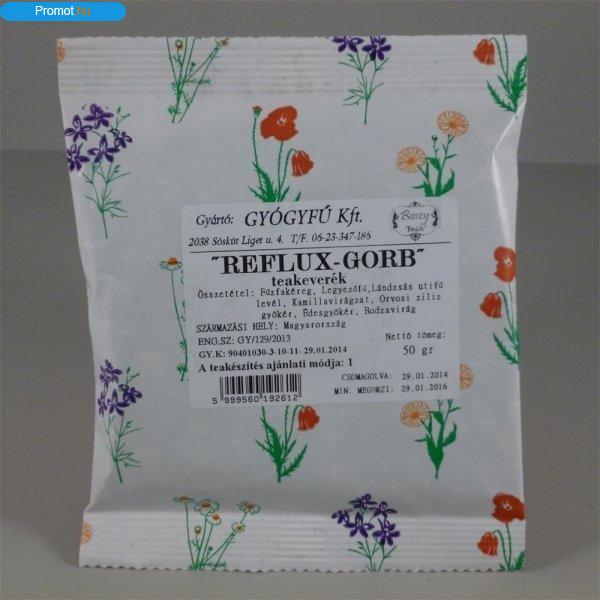 Promot.hu
Gyártó: GYÓGYFŰ Kft.
Boszy
Teák
2038 Sóskút Liget u. 4. T/F. 06-23-347-186
"REFLUX-GORB"
teakeverék
Összetétel: Fűzfakéreg, Legyezőfű,Lándzsás utifű
levél, Kamillavirágzat, Orvosi ziliz
gyökér, Édesgyökér, Bodzavirág
SZÁRMAZÁSI HELY: Magyarország
ENG.SZ: GY/129/2013
Nettó tömeg:
GY.K: 90401030-3-10-11- 29.01.2014
50 gr
A teakészítés ajánlati módja: 1
CSOMAGOLVA: 29.01.2014
MIN. MEGŐRZI: 29.01.2016
5 999560 192612